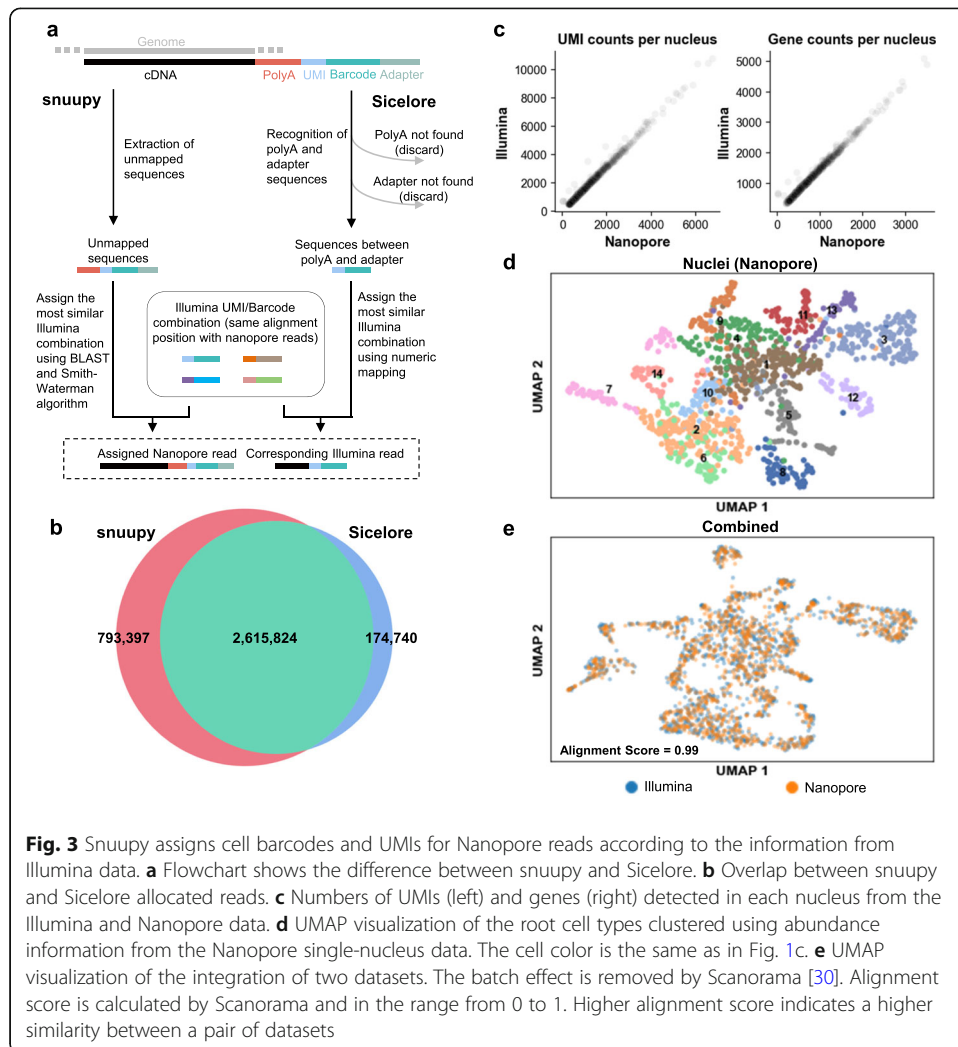 a
Genome
cDNA
PolyA
UMI
Barcode
Adapter
snuupy
Sicelore
Extraction of
unmapped
sequences
Recognition of
polyA and
adapter
sequences
PolyA not found
(discard)
Adapter not found
(discard)
Unmapped
sequences
Sequences between
polyA and adapter
Assign the
most similar
Illumina
combination
using BLAST
and Smith-
Waterman
algorithm
Illumina UMI/Barcode
combination (same alignment
position with nanopore reads)
Assign the
most similar
Illumina
combination
using numeric
mapping
Assigned Nanopore read
Corresponding Illumina read
b
snuupy
Sicelore
793,397
2,615,824
174,740
c
UMI counts per nucleus
Illumina
10000
8000
6000
4000
2000
0
0
2000
4000
6000
Nanopore
Gene counts per nucleus
Illumina
5000
4000
3000
2000
1000
0
1000
2000
3000
Nanopore
d
Nuclei (Nanopore)
UMAP 2
9
11
13
4
3
1
7
14
10
12
5
2
6
8
UMAP 1
e
Combined
UMAP 2
Alignment Score = 0.99
UMAP 1
Illumina
Nanopore
Fig. 3 Snuupy assigns cell barcodes and UMIs for Nanopore reads according to the information from
Illumina data. a Flowchart shows the difference between snuupy and Sicelore. b Overlap between snuupy
and Sicelore allocated reads. c Numbers of UMIs (left) and genes (right) detected in each nucleus from the
Illumina and Nanopore data. d UMAP visualization of the root cell types clustered using abundance
information from the Nanopore single-nucleus data. The cell color is the same as in Fig. 1c. e UMAP
visualization of the integration of two datasets. The batch effect is removed by Scanorama [30]. Alignment
score is calculated by Scanorama and in the range from 0 to 1. Higher alignment score indicates a higher
similarity between a pair of datasets